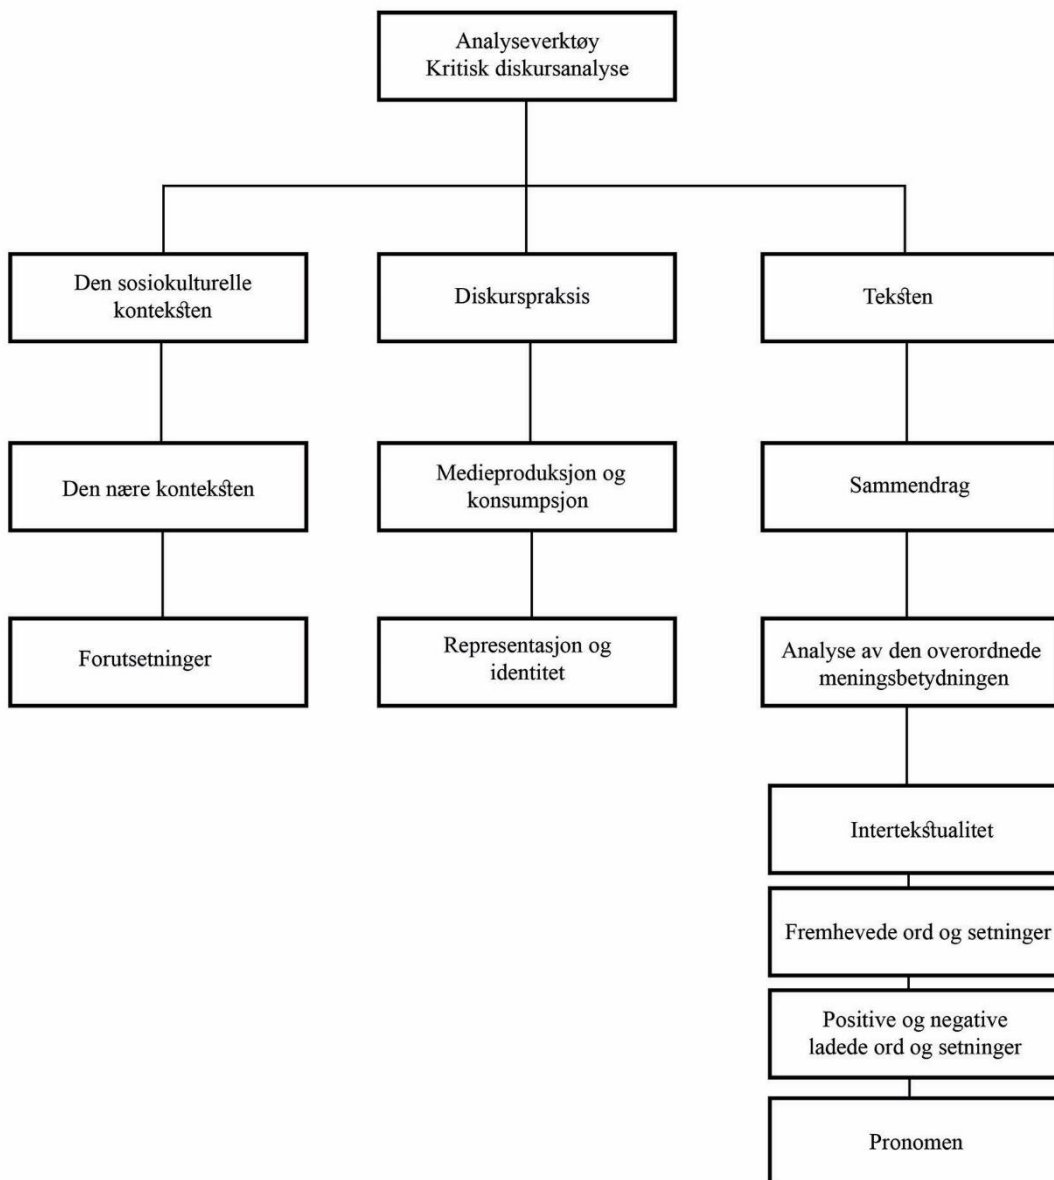 Analyseverktøy
Kritisk diskursanalyse
Den sosiokulturelle
konteksten
Diskurspraksis
Teksten
Den nære konteksten
Medieproduksjon og
konsumpsjon
Sammendrag
Forutsetninger
Representasjon og
identitet
Analyse av den overordnede
meningsbetydningen
Intertekstualitet
Fremhevede ord og setninger
Positive og negative
ladede ord og setninger
Pronomen